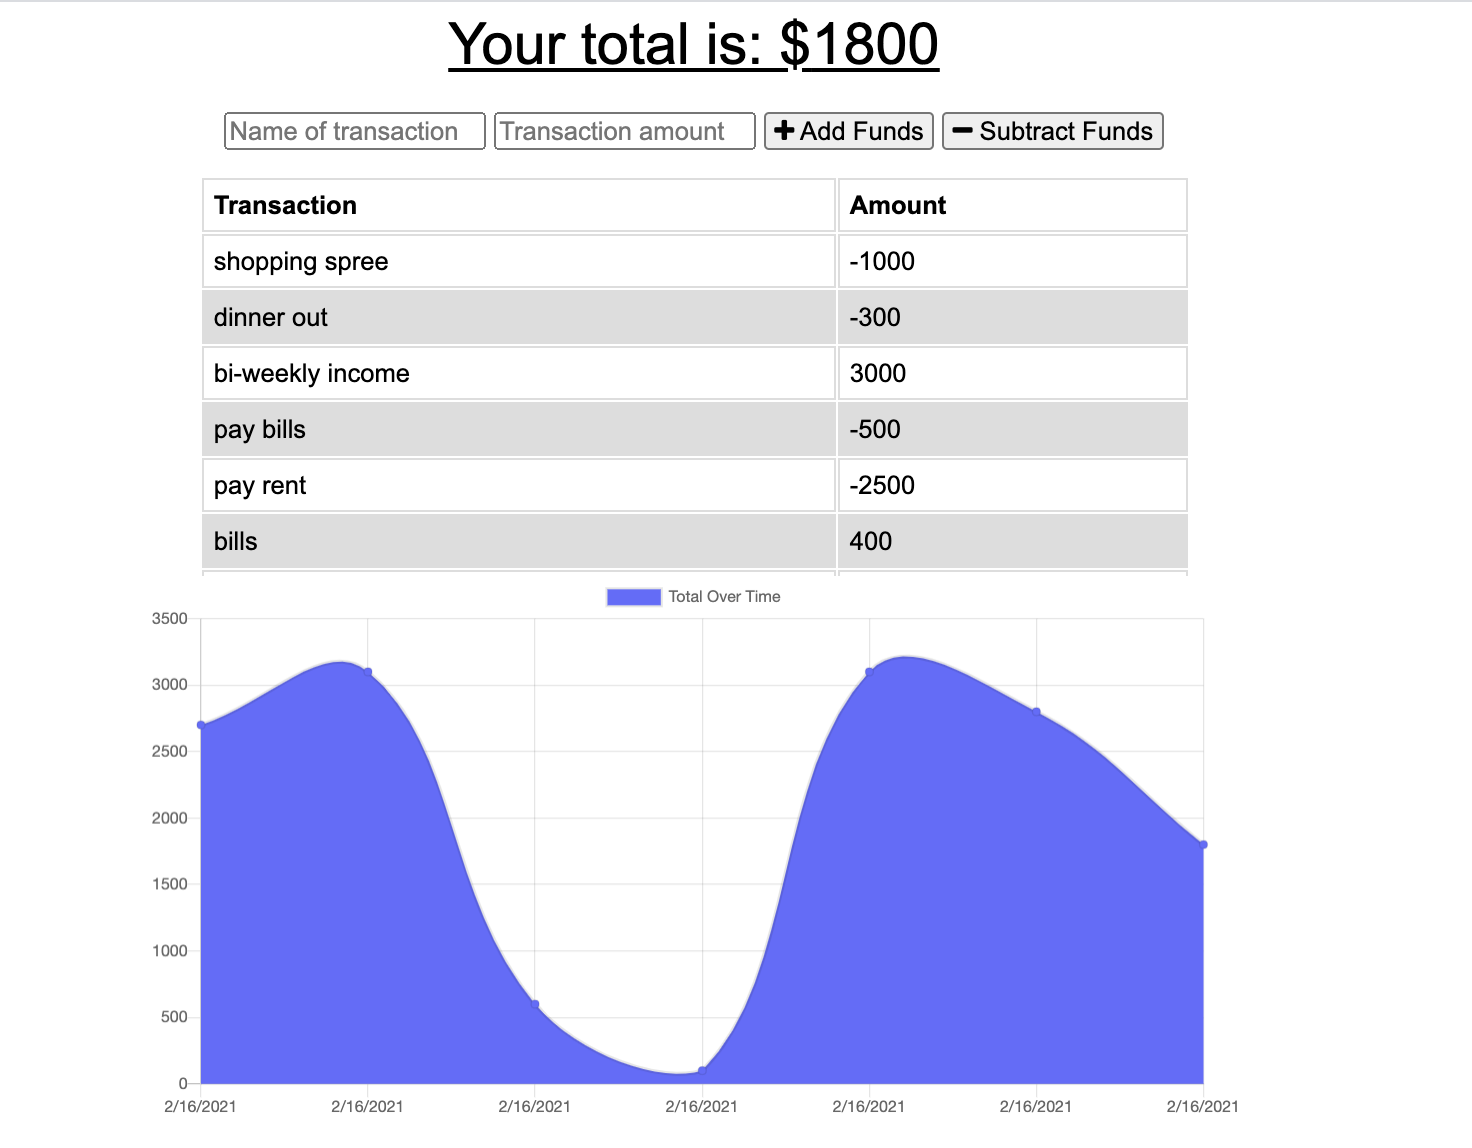 Your total is: $1800
Name of transaction Transaction amount + Add Funds − Subtract Funds
Transaction Amount
shopping spree -1000
dinner out -300
bi-weekly income 3000
pay bills -500
pay rent -2500
bills 400
Total Over Time
3500
3000
2500
2000
1500
1000
500
0
2/16/2021 2/16/2021 2/16/2021 2/16/2021 2/16/2021 2/16/2021 2/16/2021